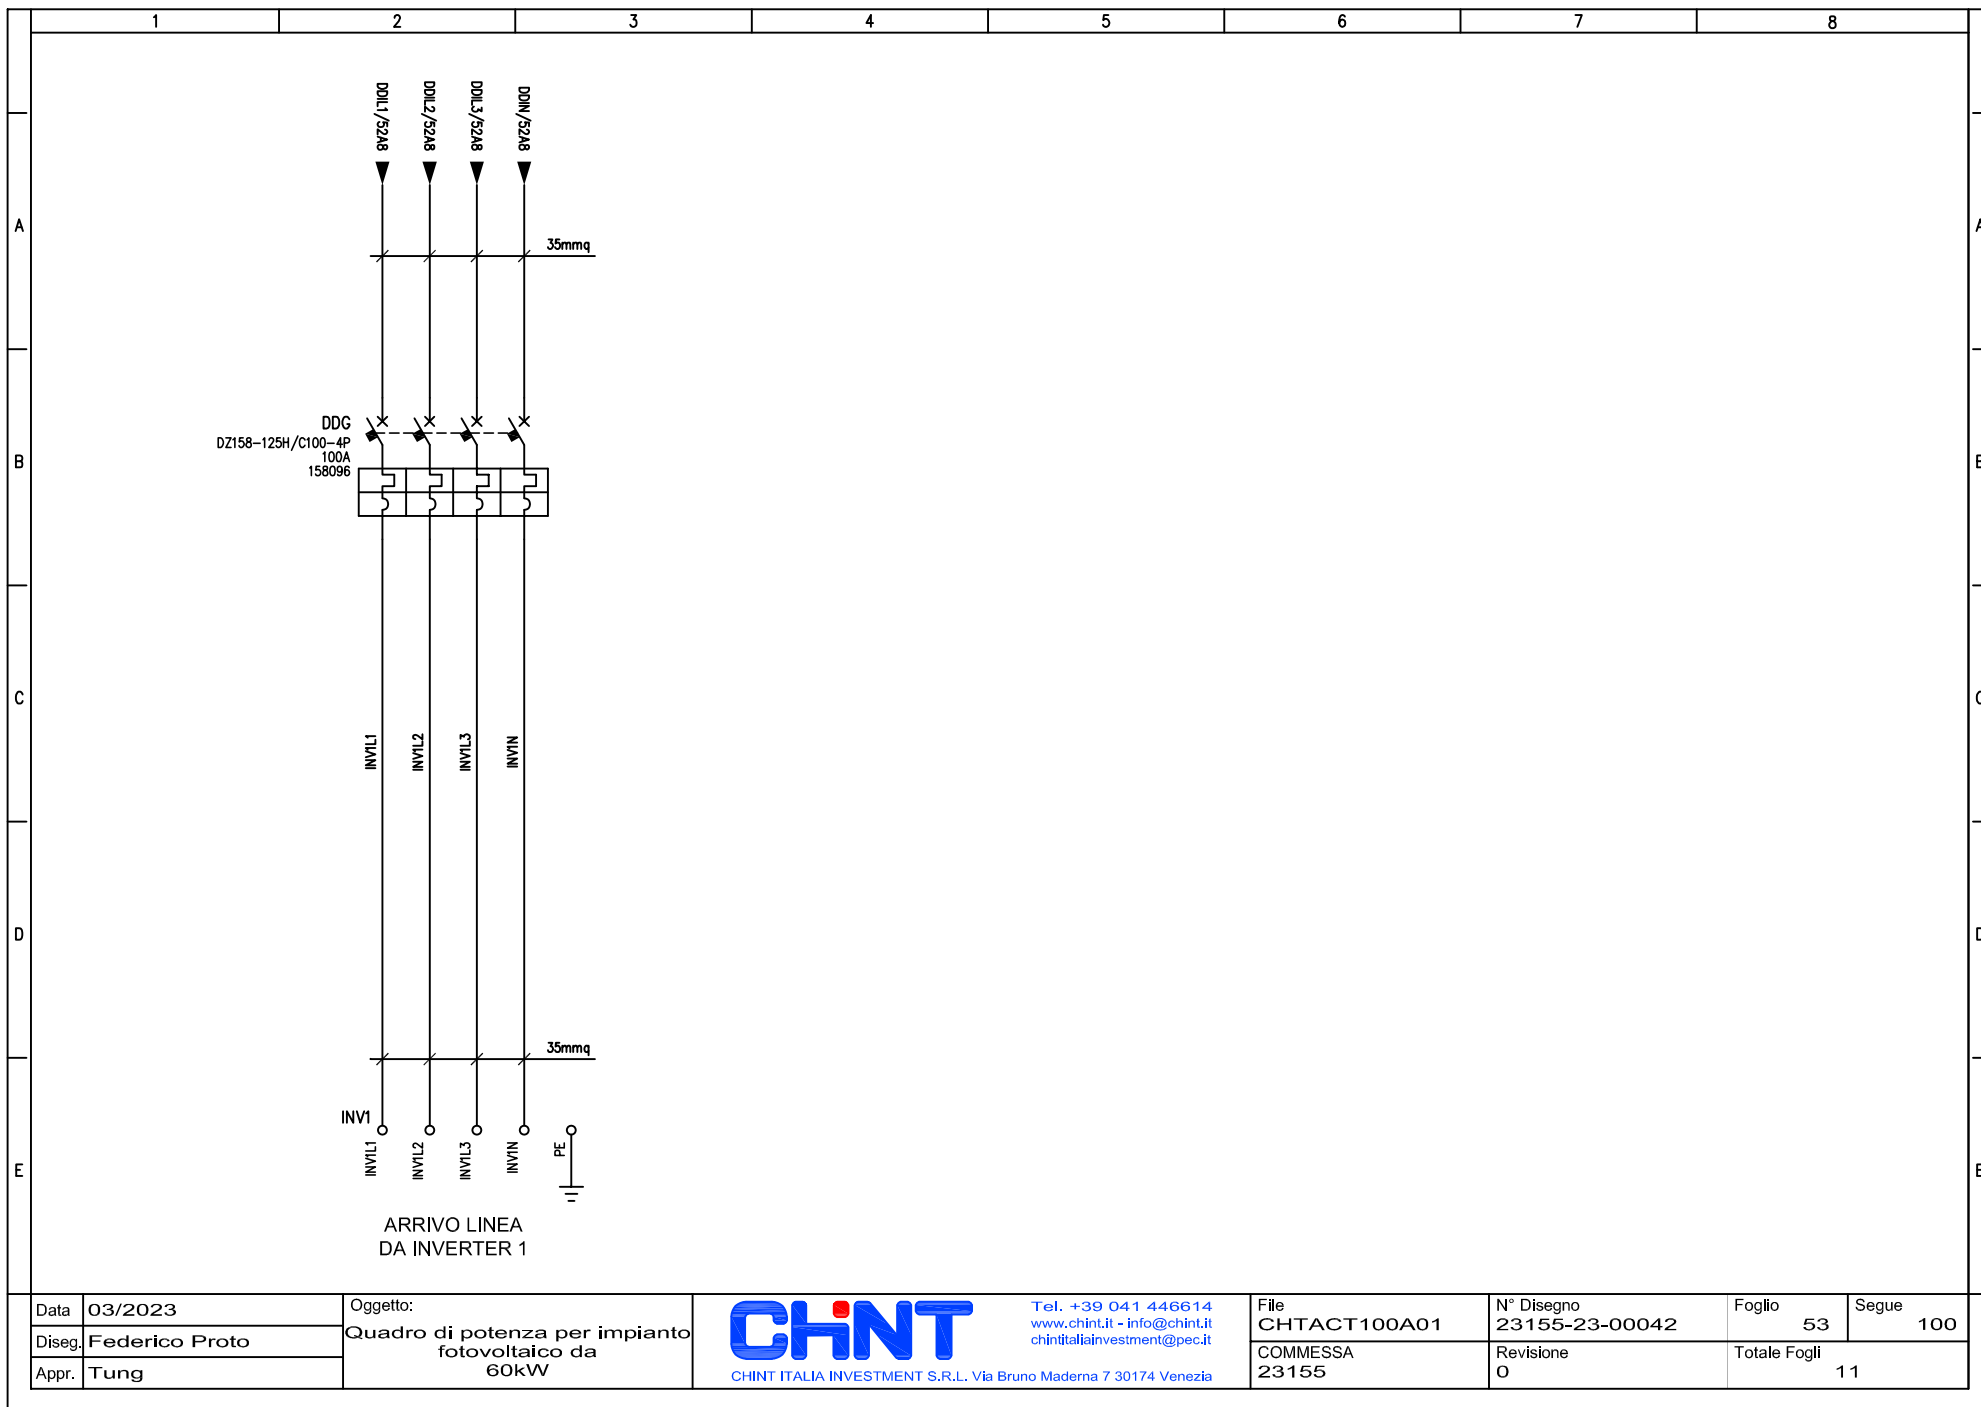 1 2 3 4 5 6 7 8
DDIL1/52A8
DDIL2/52A8
DDIL3/52A8
DDIN/52A8
A
A
35mmq
DDG
DZ158-125H/C100-4P
100A
158096
B
B
C
C
INV1L1
INV1L2
INV1L3
INV1N
D
D
35mmq
INV1
INV1L1
INV1L2
INV1L3
INV1N
PE
E
E
ARRIVO LINEA
DA INVERTER 1
Data 03/2023
Diseg. Federico Proto
Appr. Tung
Oggetto:
Quadro di potenza per impianto
fotovoltaico da
60kW
CHINT
Tel. +39 041 446614
www.chint.it - info@chint.it
chintitaliainvestment@pec.it
CHINT ITALIA INVESTMENT S.R.L. Via Bruno Maderna 7 30174 Venezia
File
CHTACT100A01
N° Disegno
23155-23-00042
Foglio
53
Segue
100
COMMESSA
23155
Revisione
0
Totale Fogli
11